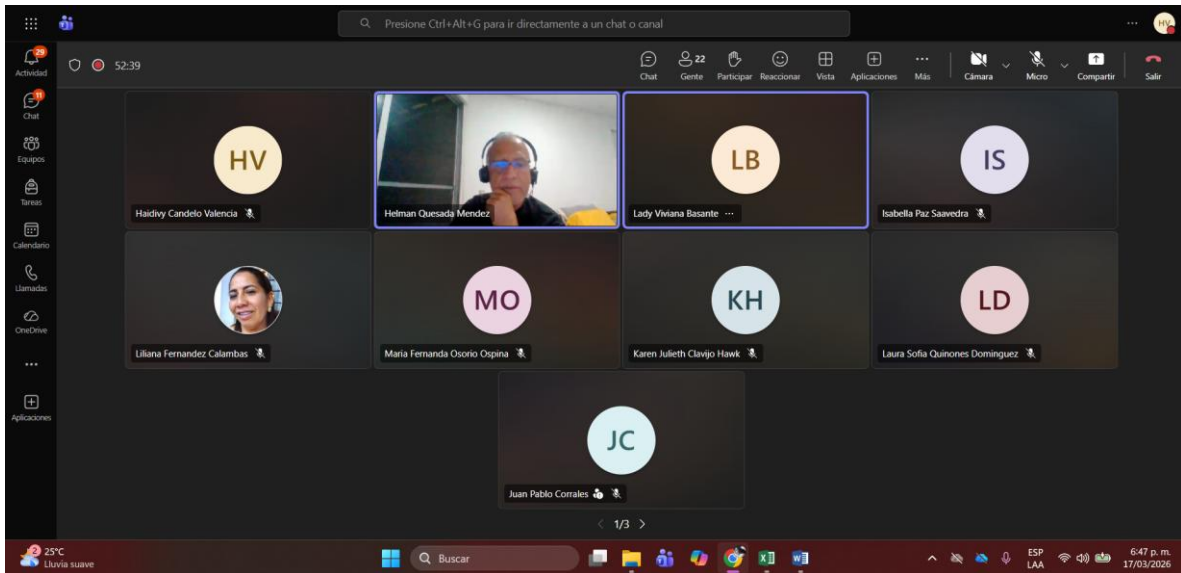 Presione Ctrl+Alt+G para ir directamente a un chat o canal
HV
29
Actividad
52:39
Chat
22
Gente
Participar
Reaccionar
Vista
Aplicaciones
Más
Cámara
Micro
Compartir
Salir
11
Chat
Equipos
Tareas
Calendario
Llamadas
OneDrive
Aplicaciones
HV
Haidivy Candelo Valencia
Helman Quesada Mendez
LB
Lady Viviana Basante
IS
Isabella Paz Saavedra
Liliana Fernandez Calambas
MO
Maria Fernanda Osorio Ospina
KH
Karen Julieth Clavijo Hawk
LD
Laura Sofia Quinones Dominguez
JC
Juan Pablo Corrales
1/3
2
25°C
Lluvia suave
Buscar
ESP
LAA
6:47 p. m.
17/03/2026